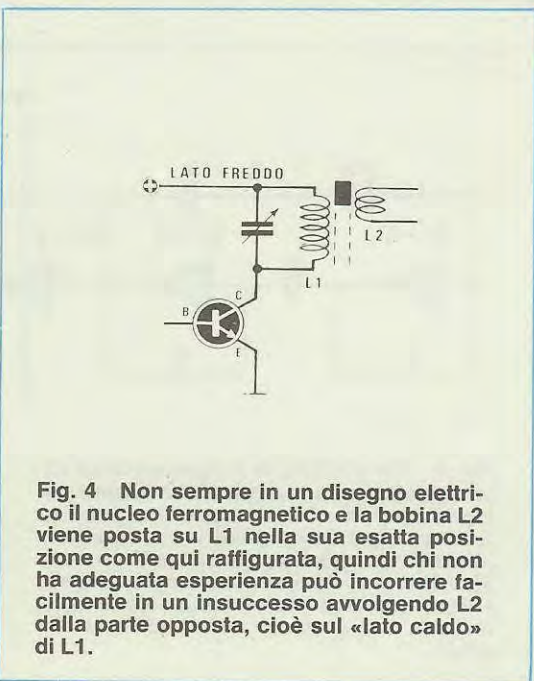 LATO FREDDO
L2
L1
C
B
E
Fig. 4 Non sempre in un disegno elettri-
co il nucleo ferromagnetico e la bobina L2
viene posta su L1 nella sua esatta posi-
zione come qui raffigurata, quindi chi non
ha adeguata esperienza può incorrere fa-
cilmente in un insuccesso avvolgendo L2
dalla parte opposta, cioè sul «lato caldo»
di L1.